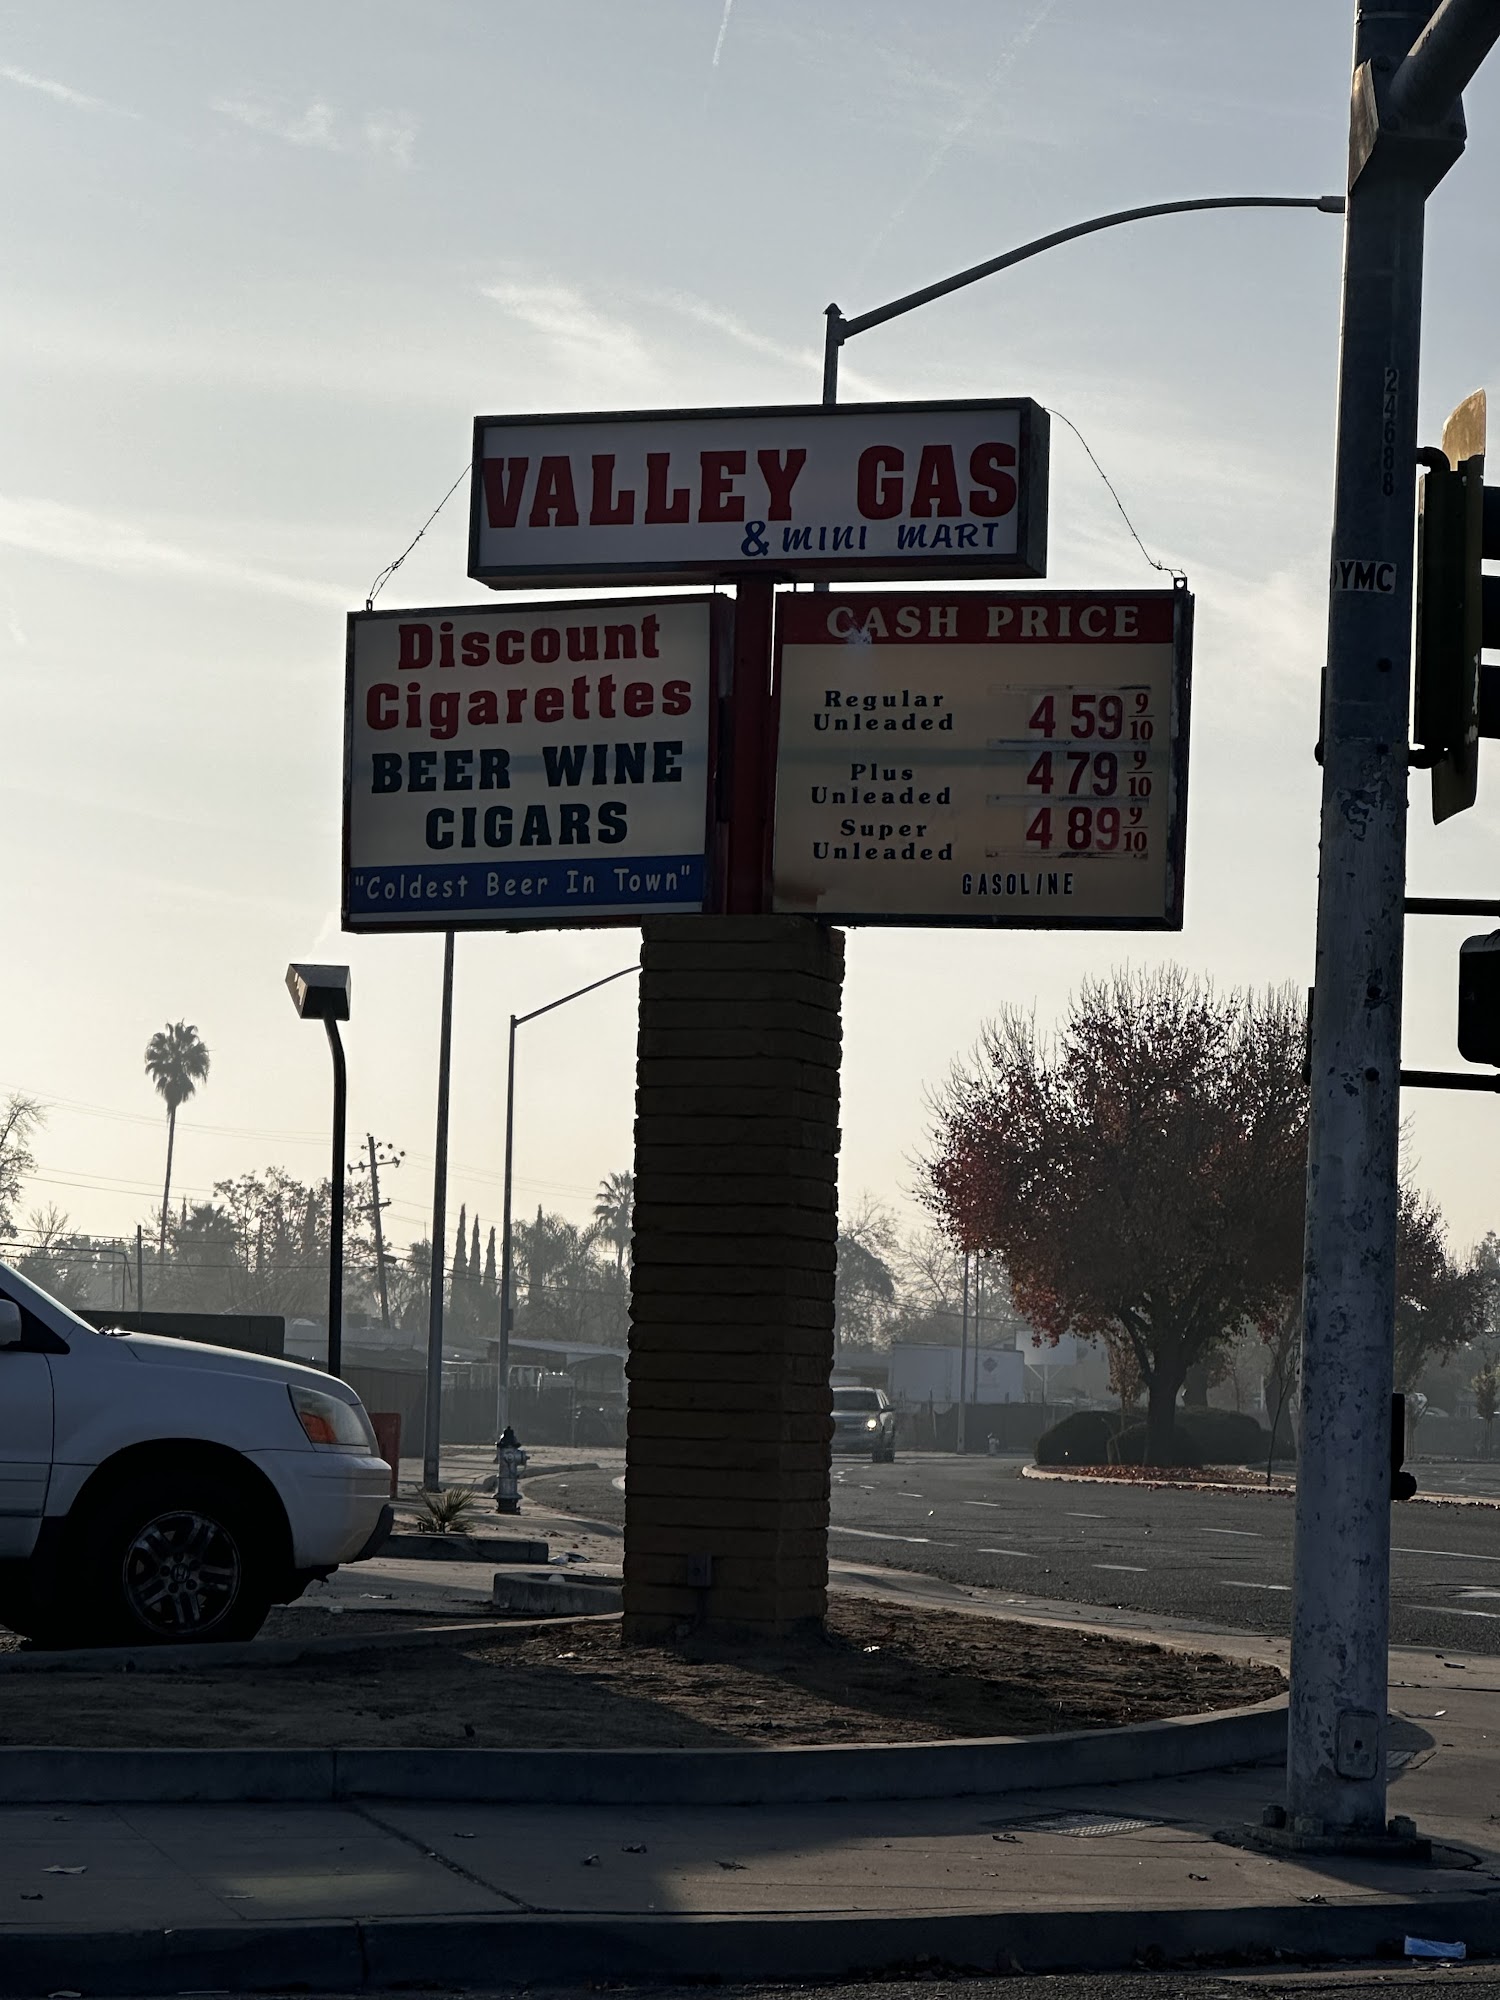 VALLEY GAS
& MINI MART
Discount
Cigarettes
BEER WINE
CIGARS
"Coldest Beer In Town"
CASH PRICE
Regular
Unleaded
4 59 9/10
Plus
Unleaded
4 79 9/10
Super
Unleaded
4 89 9/10
GASOLINE
24688
YMC